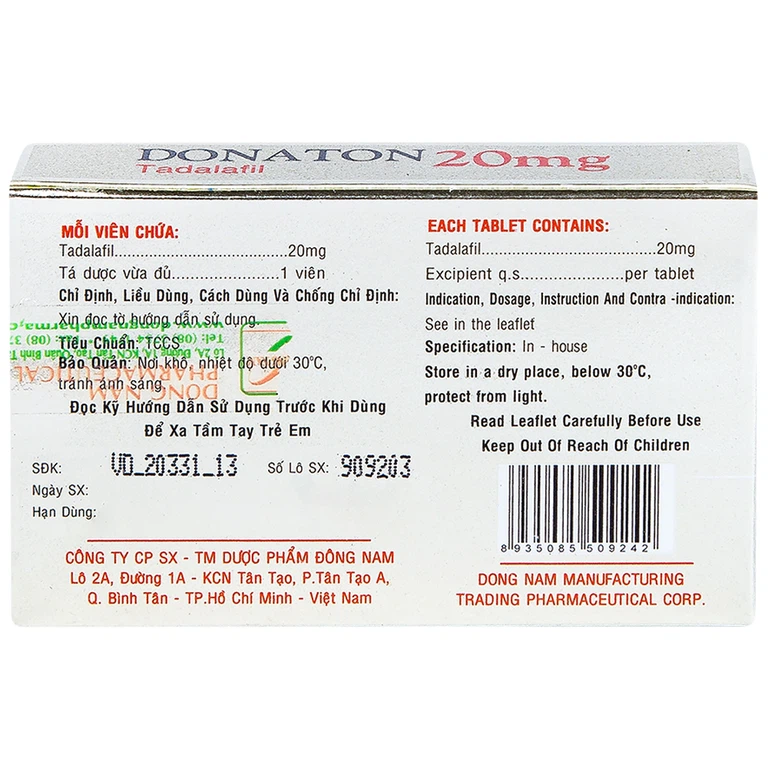 DONATON 20mg
Tadalafil
MỖI VIÊN CHỨA:
Tadalafil................................................20mg
Tá dược vừa đủ.........................1 viên
Chỉ Định, Liều Dùng, Cách Dùng Và Chống Chỉ Định:
Xin đọc tờ hướng dẫn sử dụng.
Tiêu Chuẩn: TCCS
Bảo Quản: Nơi khô, nhiệt độ dưới 30°C,
tránh ánh sáng.
Đọc Kỹ Hướng Dẫn Sử Dụng Trước Khi Dùng
Để Xa Tầm Tay Trẻ Em
SĐK: VD_20331_13 Số Lô SX: 909203
Ngày SX:
Hạn Dùng:
CÔNG TY CP SX - TM DƯỢC PHẨM ĐÔNG NAM
Lô 2A, Đường 1A - KCN Tân Tạo, P.Tân Tạo A,
Q. Bình Tân - TP.Hồ Chí Minh - Việt Nam
EACH TABLET CONTAINS:
Tadalafil................................................20mg
Excipient q.s.........................per tablet
Indication, Dosage, Instruction And Contra -indication:
See in the leaflet
Specification: In - house
Store in a dry place, below 30°C,
protect from light.
Read Leaflet Carefully Before Use
Keep Out Of Reach Of Children
8 935085 509242
DONG NAM MANUFACTURING
TRADING PHARMACEUTICAL CORP.
DONG NAM
PHARMACEUTICAL